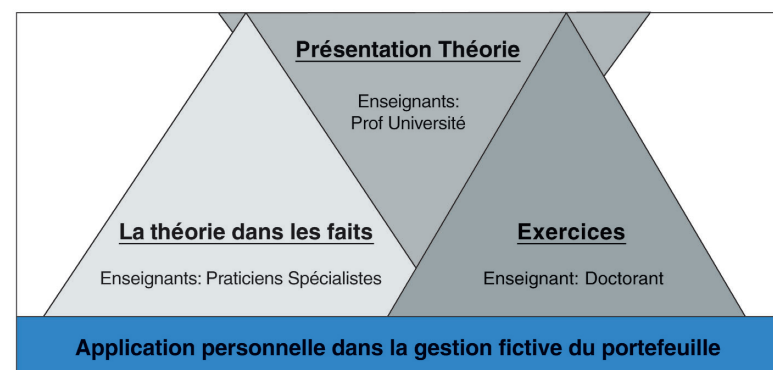 Présentation Théorie
Enseignants:
Prof Université
La théorie dans les faits
Enseignants: Praticiens Spécialistes
Exercices
Enseignant: Doctorant
Application personnelle dans la gestion fictive du portefeuille